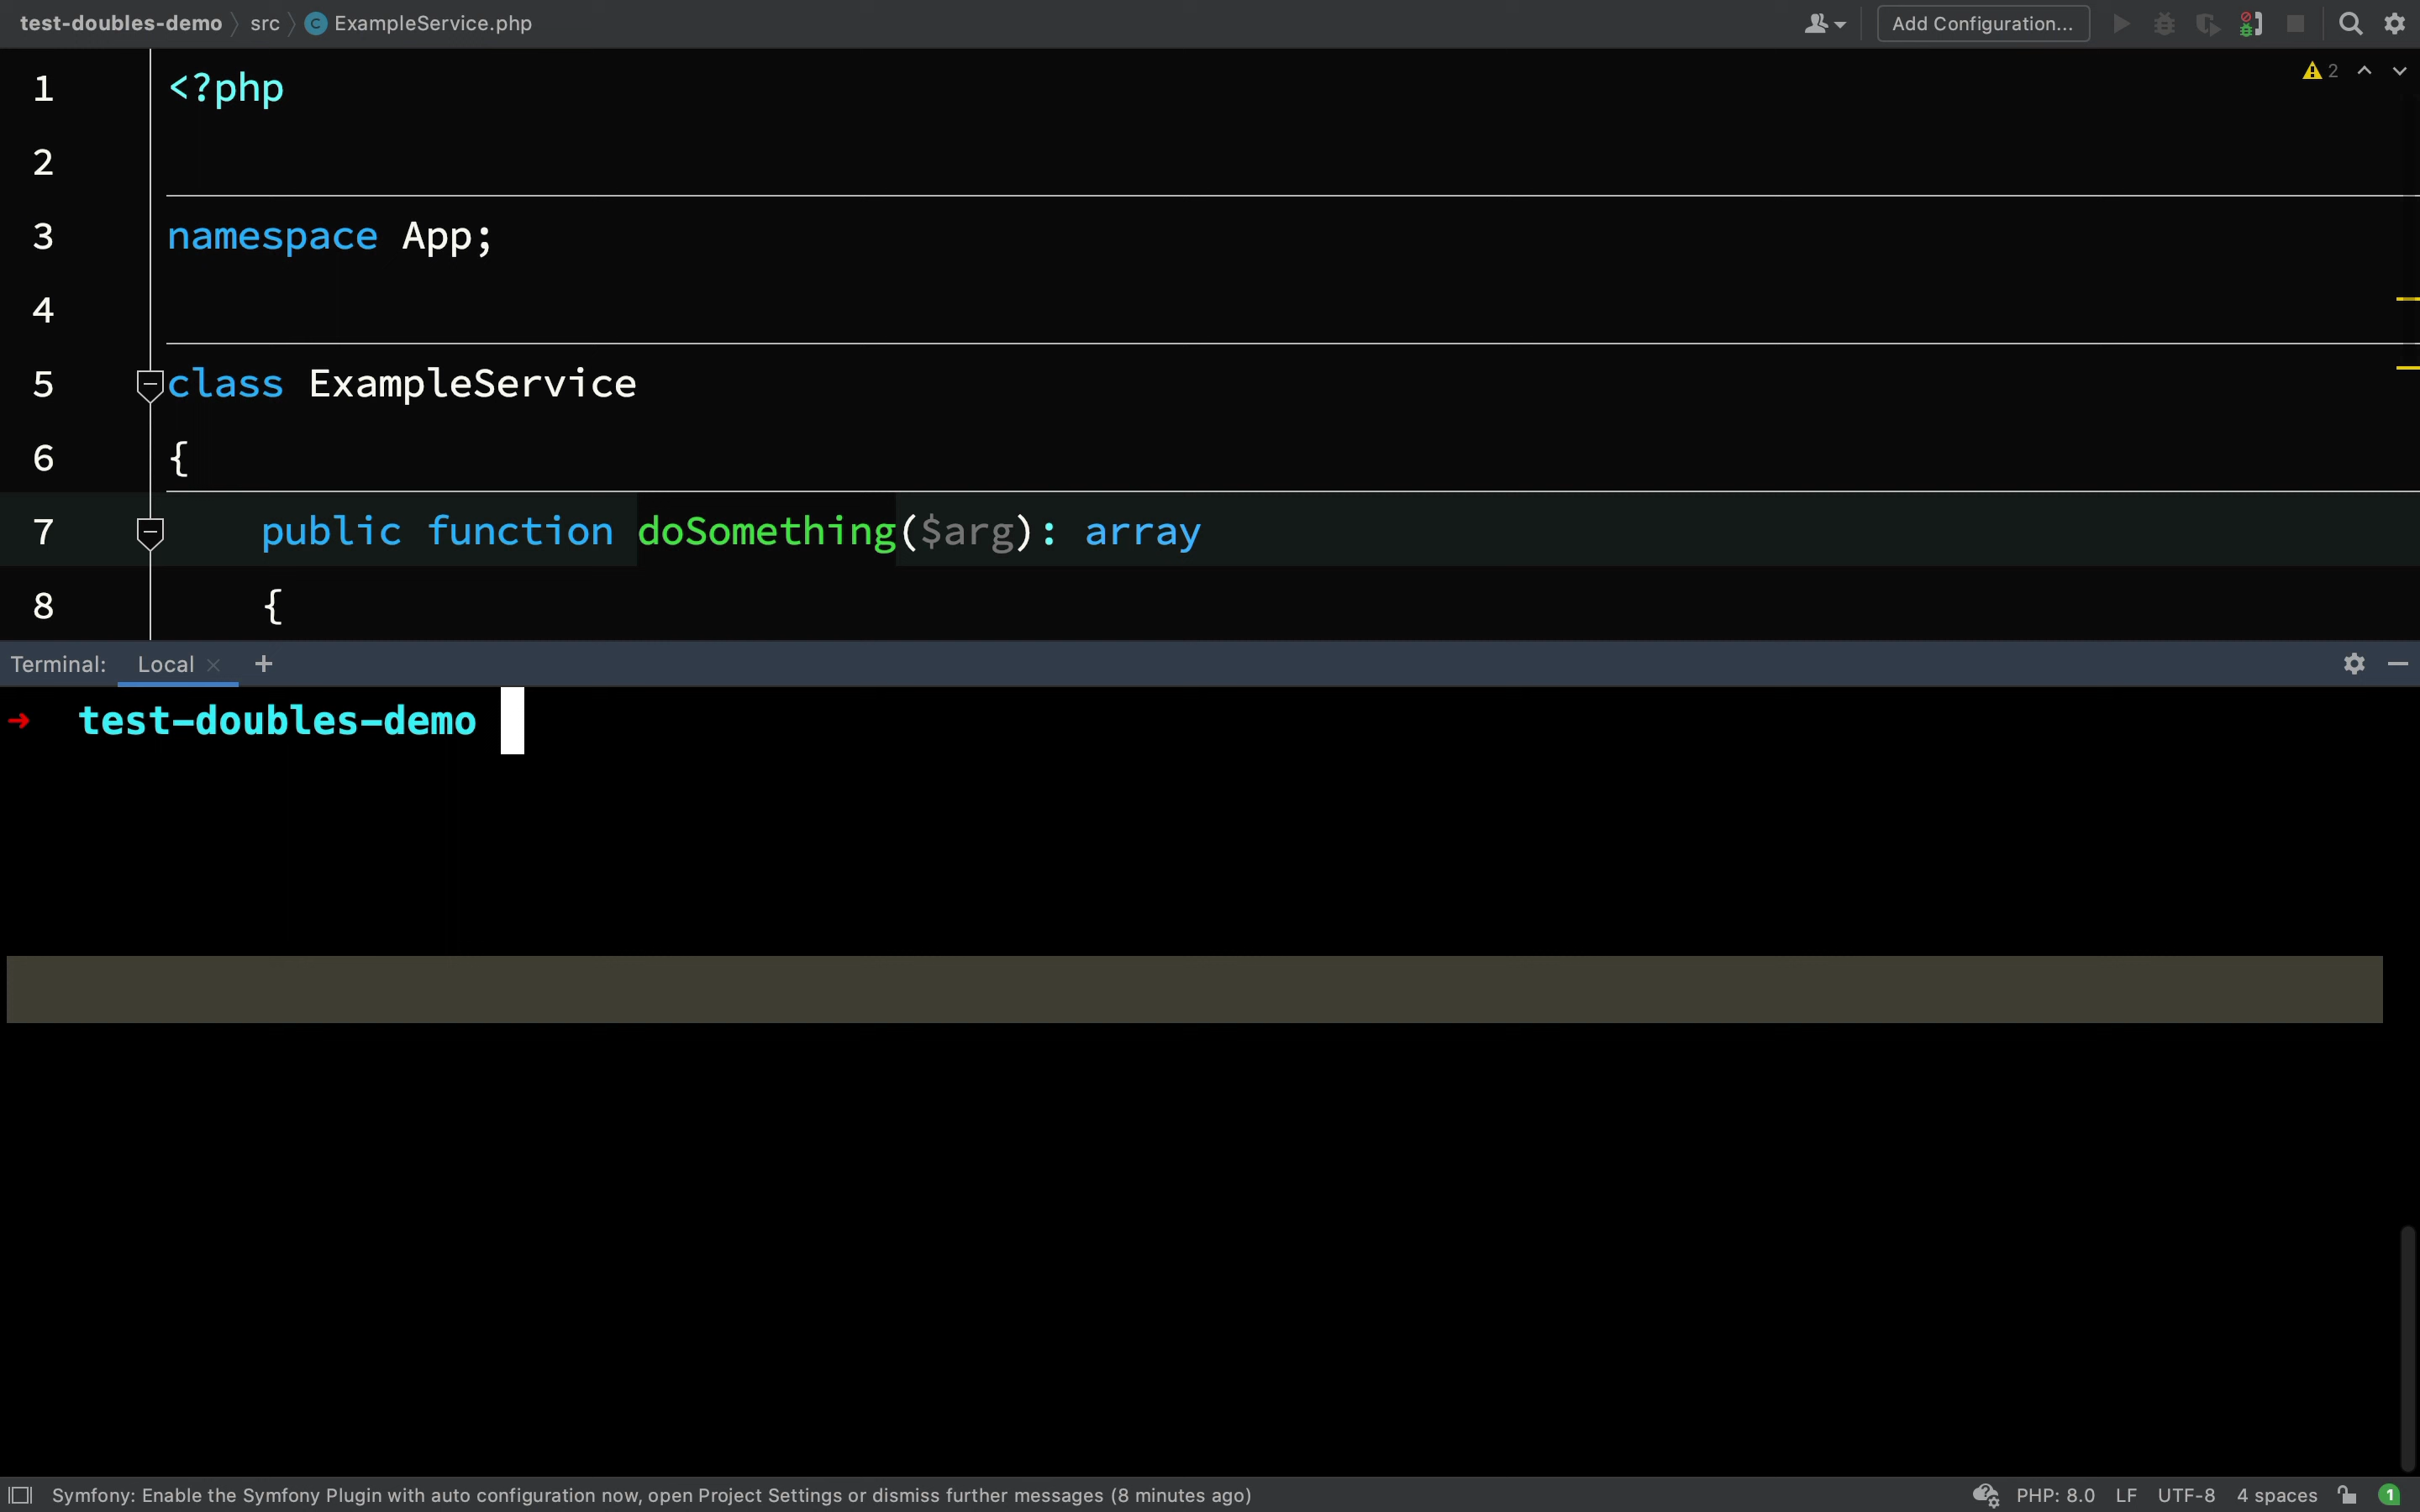 test-doubles-demo src C ExampleService.php Add Configuration...
2
1 <?php
2
3 namespace App;
4
5 class ExampleService
6 {
7 public function doSomething($arg): array
8 {
Terminal: Local × +
→ test-doubles-demo
Symfony: Enable the Symfony Plugin with auto configuration now, open Project Settings or dismiss further messages (8 minutes ago) PHP: 8.0 LF UTF-8 4 spaces 1